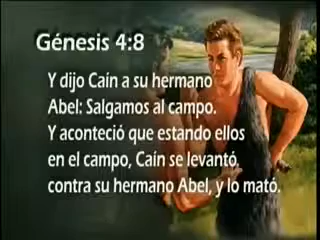 Génesis 4:8
Y dijo Caín a su hermano
Abel: Salgamos al campo.
Y aconteció que estando ellos
en el campo, Caín se levantó
contra su hermano Abel, y lo mató.